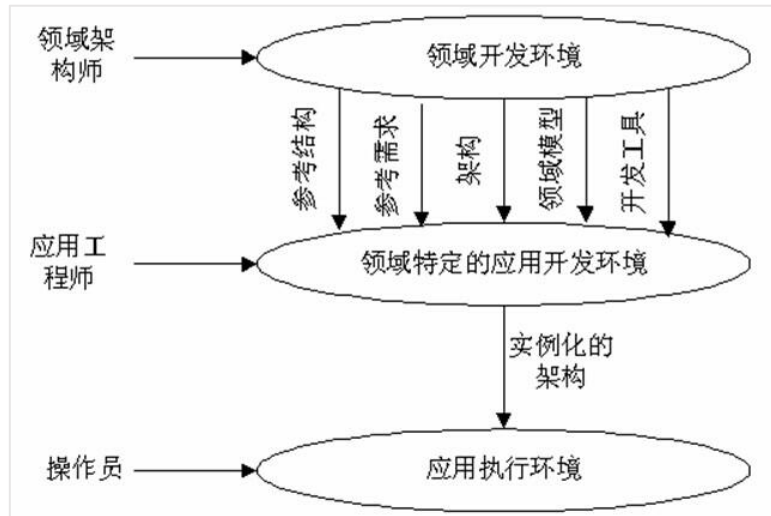 领域架
构师
领域开发环境
参考结构
参考需求
架构
领域模型
开发工具
应用工
程师
领域特定的应用开发环境
实例化的
架构
操作员
应用执行环境